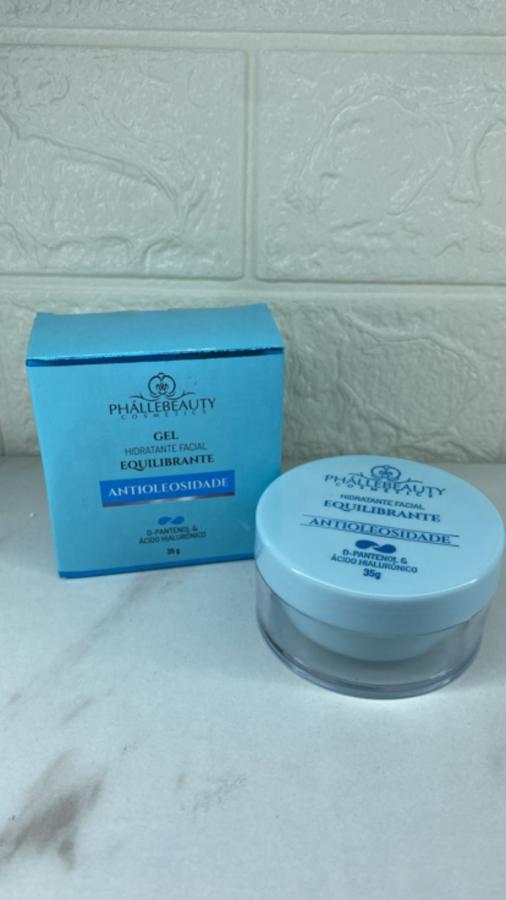 PHÁLLEBEAUTY
COSMETICS
GEL
HIDRATANTE FACIAL
EQUILIBRANTE
ANTIOLEOSIDADE
D-PANTENOL &
ÁCIDO HIALURÔNICO
35 g
PHÁLLEBEAUTY
COSMETICS
HIDRATANTE FACIAL
EQUILIBRANTE
ANTIOLEOSIDADE
D-PANTENOL &
ÁCIDO HIALURÔNICO
35g